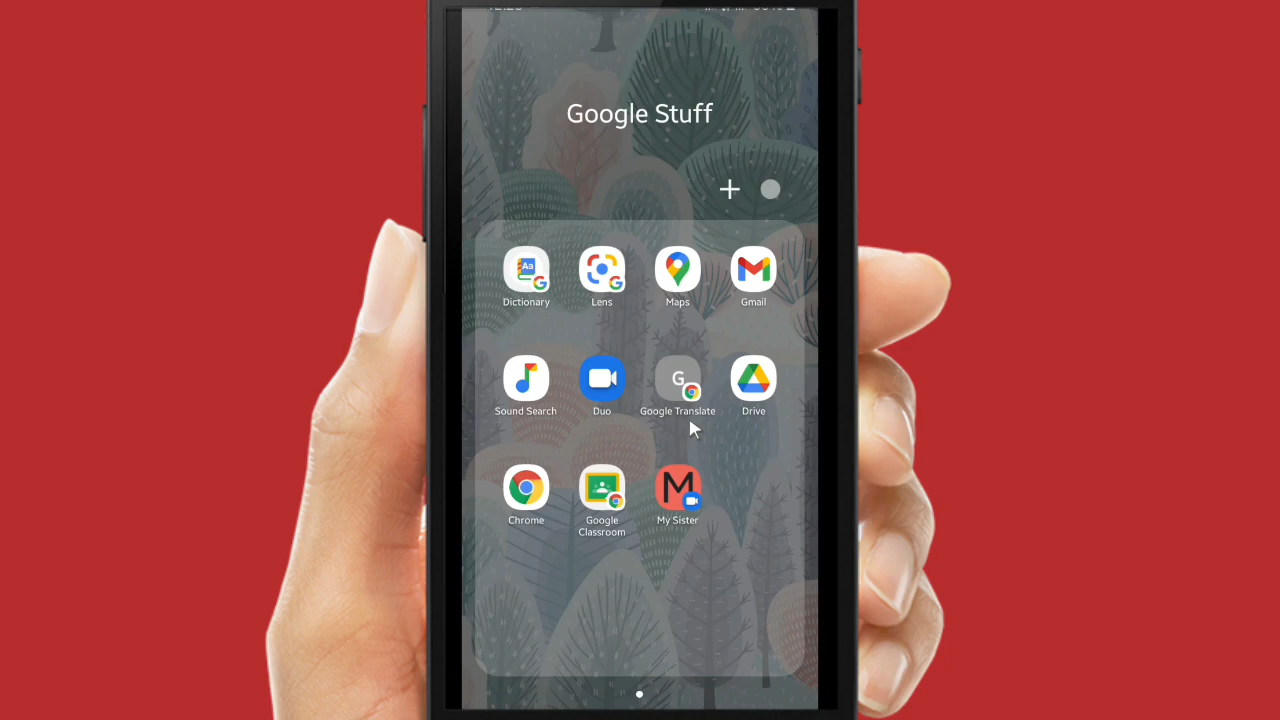 Google Stuff
Dictionary
Lens
Maps
Gmail
Sound Search
Duo
G
Google Translate
Drive
Chrome
Google
Classroom
M
My Sister